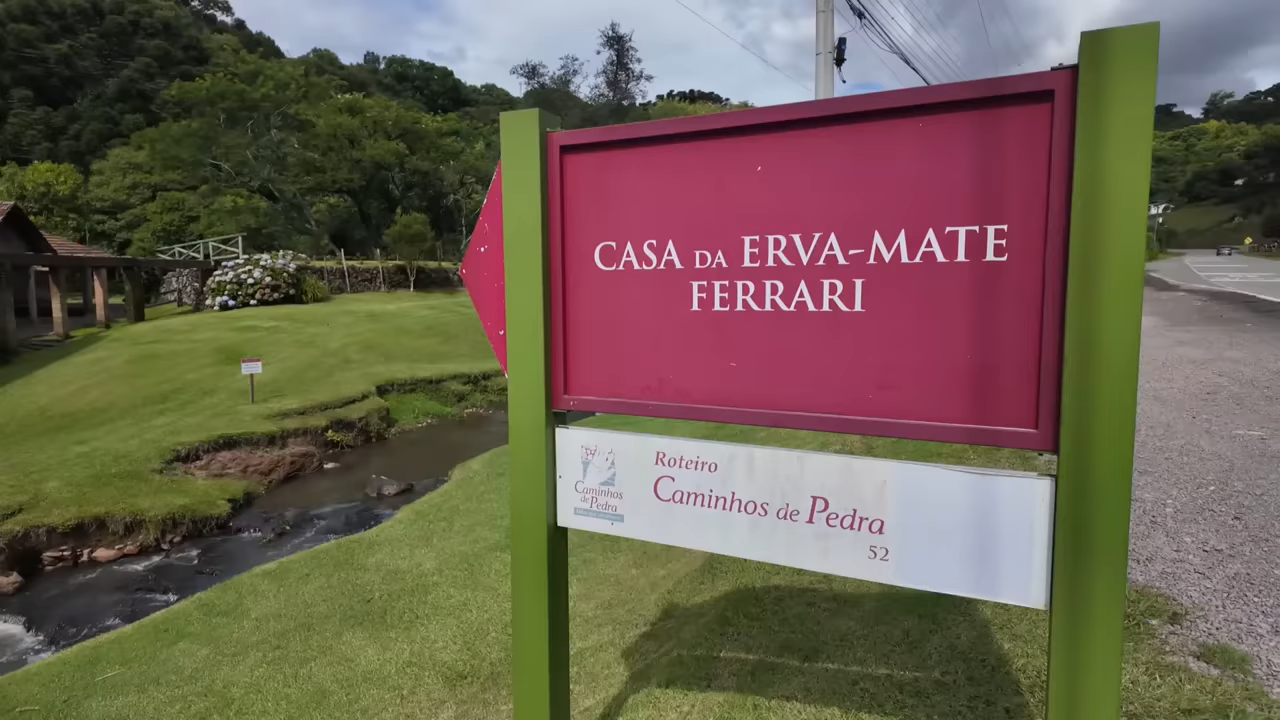 CASA DA ERVA-MATE
FERRARI
Roteiro
Caminhos de Pedra
52
Caminhos
de Pedra